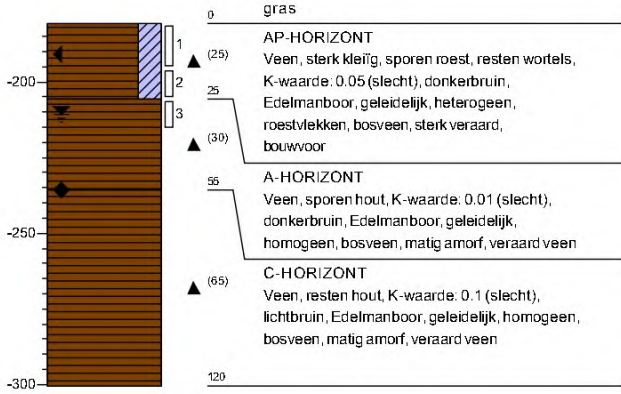 0
gras
AP-HORIZONT
1
(25)
Veen, sterk kleiïg, sporen roest, resten wortels,
-200
2
K-waarde: 0.05 (slecht), donkerbruin,
25
Edelmanboor, geleidelijk, heterogeen,
3
roestvlekken, bosveen, sterk veraard,
(30)
bouwvoor
55
A-HORIZONT
Veen, sporen hout, K-waarde: 0.01 (slecht),
donkerbruin, Edelmanboor, geleidelijk,
-250
homogeen, bosveen, matig amorf, veraard veen
C-HORIZONT
(65)
Veen, resten hout, K-waarde: 0.1 (slecht),
lichtbruin, Edelmanboor, geleidelijk, homogeen,
bosveen, matig amorf, veraard veen
-300
120